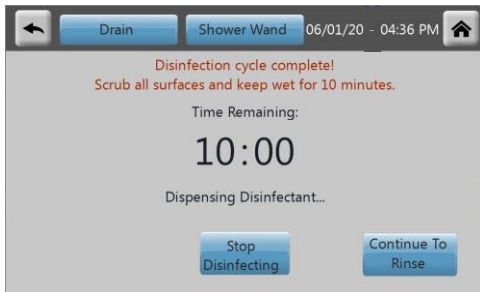 Drain
Shower Wand
06/01/20 - 04:36 PM
Disinfection cycle complete!
Scrub all surfaces and keep wet for 10 minutes.
Time Remaining:
10:00
Dispensing Disinfectant...
Stop
Disinfecting
Continue To
Rinse